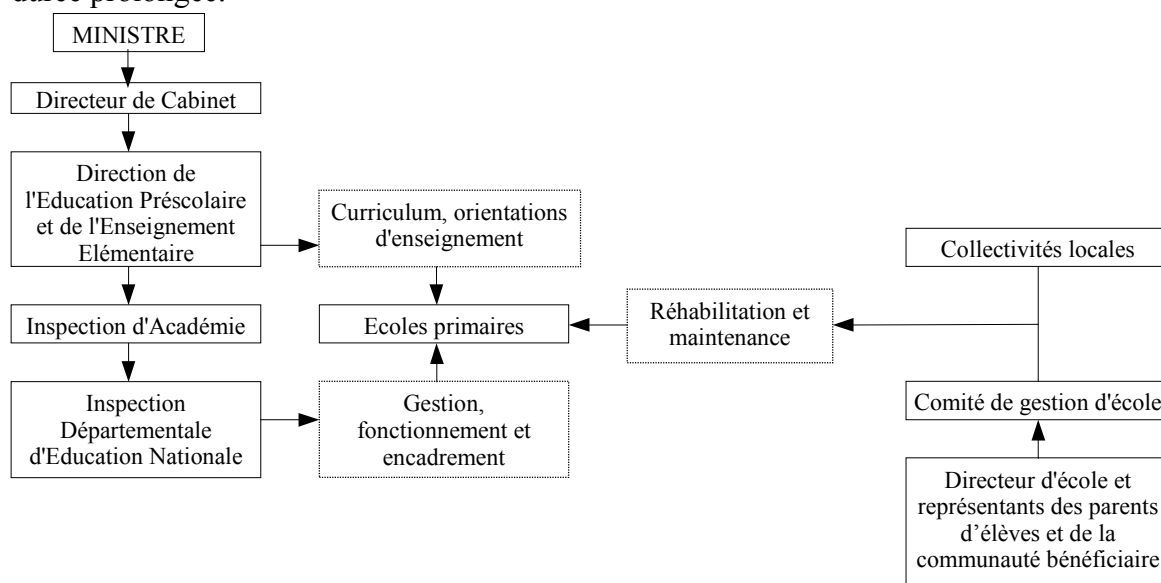 durée prolongée.
MINISTRE
Directeur de Cabinet
Direction de
l'Education Préscolaire
et de l'Enseignement
Elémentaire
Curriculum, orientations
d'enseignement
Collectivités locales
Inspection d'Académie
Ecoles primaires
Réhabilitation et
maintenance
Inspection
Départementale
d'Education Nationale
Gestion,
fonctionnement et
encadrement
Comité de gestion d'école
Directeur d'école et
représentants des parents
d’élèves et de la
communauté bénéficiaire